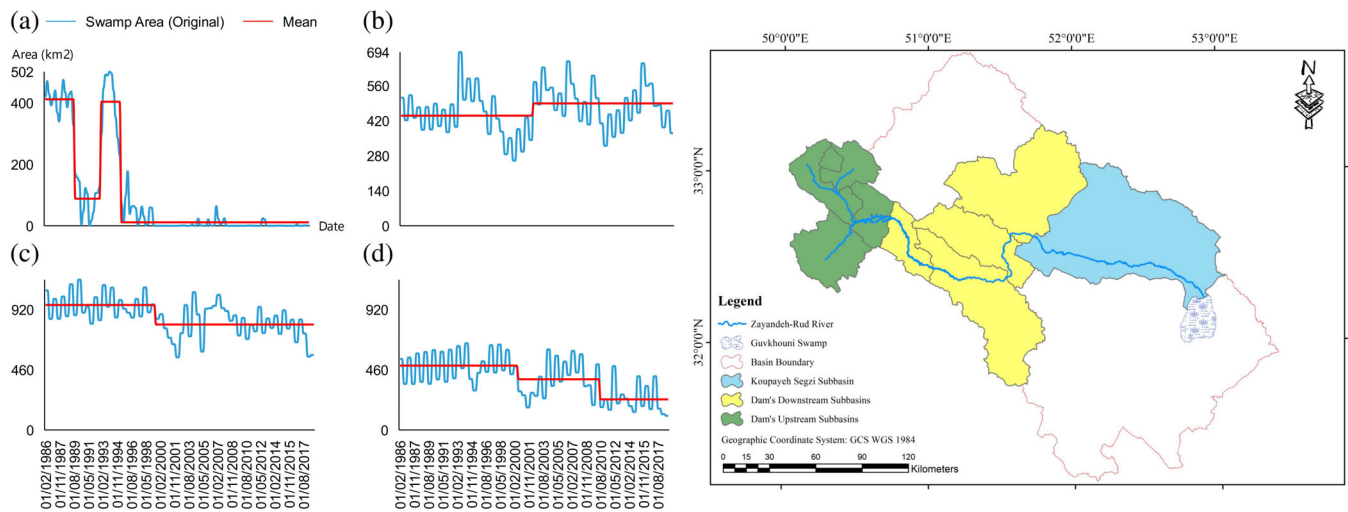 (a) Swamp Area (Original) Mean
Area (km2)
502
400
200
0
Date
(b)
694
560
420
280
140
0
(c)
920
460
0
01/02/1986
01/11/1987
01/08/1989
01/05/1991
01/02/1993
01/11/1994
01/08/1996
01/05/1998
01/02/2000
01/11/2001
01/08/2003
01/05/2005
01/02/2007
01/11/2008
01/08/2010
01/05/2012
01/02/2014
01/11/2015
01/08/2017
(d)
920
460
0
01/02/1986
01/11/1987
01/08/1989
01/05/1991
01/02/1993
01/11/1994
01/08/1996
01/05/1998
01/02/2000
01/11/2001
01/08/2003
01/05/2005
01/02/2007
01/11/2008
01/08/2010
01/05/2012
01/02/2014
01/11/2015
01/08/2017
50°0'0"E 51°0'0"E 52°0'0"E 53°0'0"E
N
33°0'0"N
32°0'0"N
Legend
Zayandeh-Rud River
Guvkhouni Swamp
Basin Boundary
Koupayeh Segzi Subbasin
Dam's Downstream Subbasins
Dam's Upstream Subbasins
Geographic Coordinate System: GCS WGS 1984
0 15 30 60 90 120
Kilometers